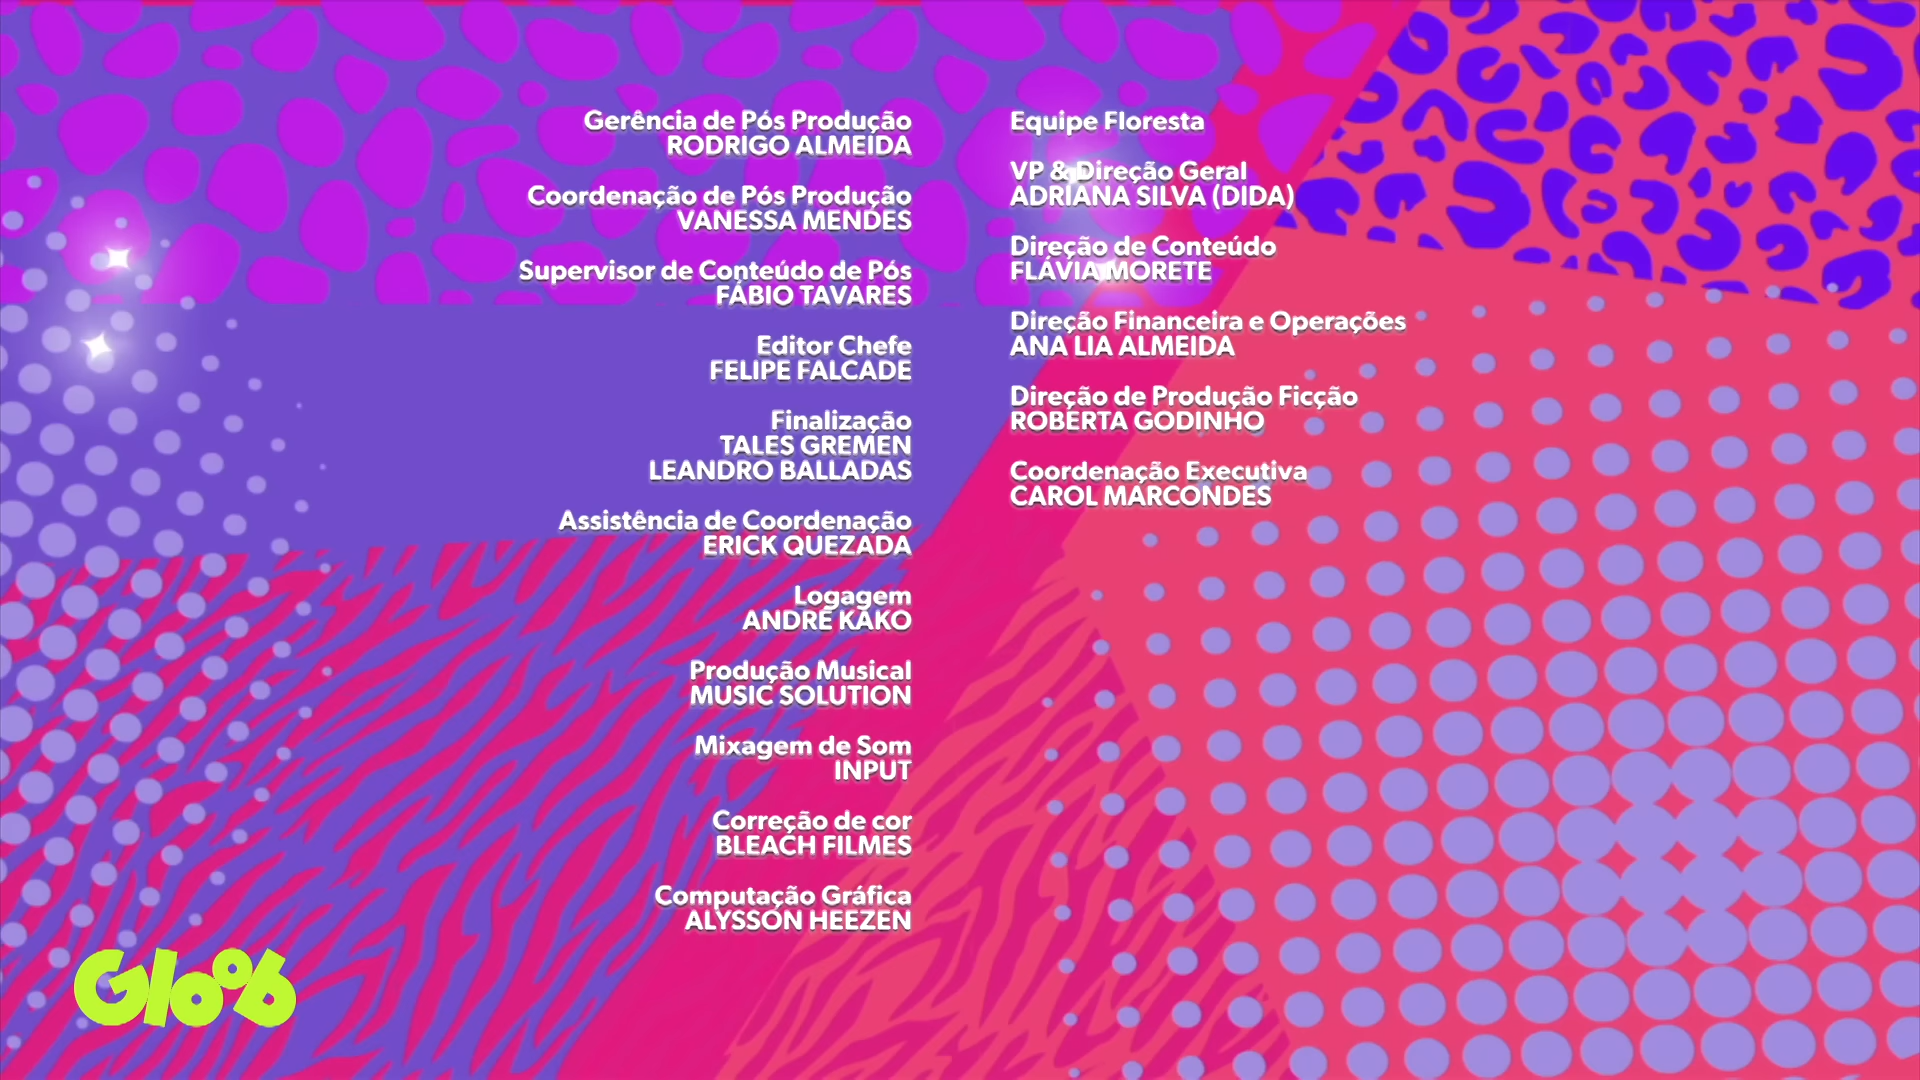 Gerência de Pós Produção
RODRIGO ALMEIDA
Coordenação de Pós Produção
VANESSA MENDES
Supervisor de Conteúdo de Pós
FÁBIO TAVARES
Editor Chefe
FELIPE FALCADE
Finalização
TALES GREMEN
LEANDRO BALLADAS
Assistência de Coordenação
ERICK QUEZADA
Logagem
ANDRÉ KAKO
Produção Musical
MUSIC SOLUTION
Mixagem de Som
INPUT
Correção de cor
BLEACH FILMES
Computação Gráfica
ALYSSON HEEZEN
Equipe Floresta
VP & Direção Geral
ADRIANA SILVA (DIDA)
Direção de Conteúdo
FLÁVIA MORETE
Direção Financeira e Operações
ANA LIA ALMEIDA
Direção de Produção Ficção
ROBERTA GODINHO
Coordenação Executiva
CAROL MARCONDES
Gloob